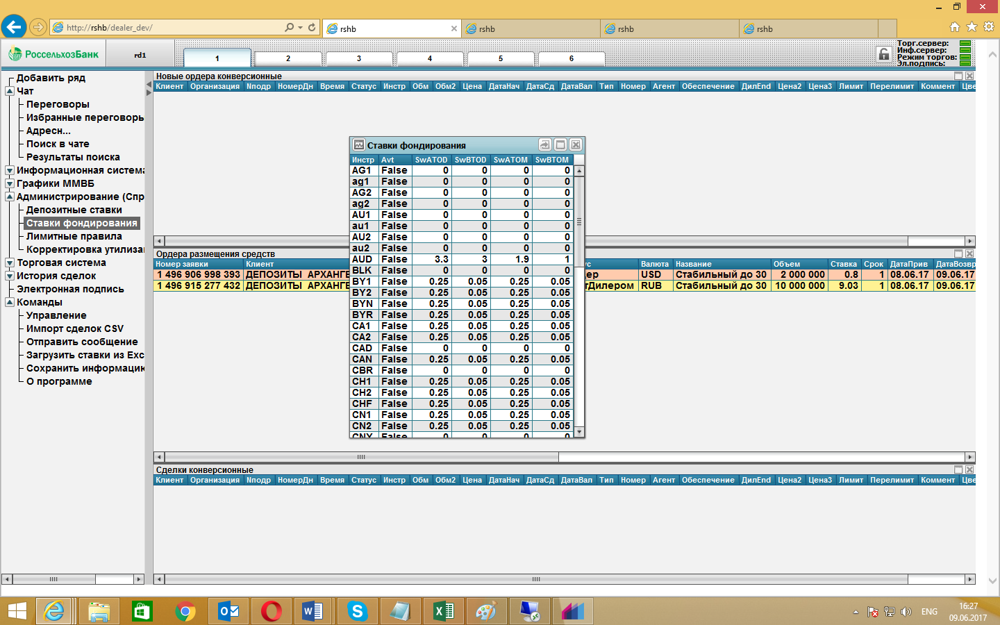 http://rshb/dealer_dev/
rshb
rshb
rshb
rshb
РоссельхозБанк
rd1
1 2 3 4 5 6
Торг.сервер:
Инф.сервер:
Режим торгов:
Эл.подпись:
Добавить ряд
Чат
Переговоры
Избранные переговоры
Адресн...
Поиск в чате
Результаты поиска
Информационная система
Графики ММВБ
Администрирование (Спр
Депозитные ставки
Ставки фондирования
Лимитные правила
Корректировка утилиза
Торговая система
История сделок
Электронная подпись
Команды
Управление
Импорт сделок CSV
Отправить сообщение
Загрузить ставки из Exc
Сохранить информацию
О программе
Новые ордера конверсионные
Клиент Организация Nподр НомерДн Время Статус Инстр Обм Обм2 Цена ДатаНач ДатаСд ДатаВал Тип Номер Агент Обеспечение ДилEnd Цена2 Цена3 Лимит Перелимит Коммент Цве
Ставки фондирования
Инстр Avt SwATOD SwBTOD SwATOM SwBTOM
AG1 False 0 0 0 0
ag1 False 0 0 0 0
AG2 False 0 0 0 0
ag2 False 0 0 0 0
AU1 False 0 0 0 0
au1 False 0 0 0 0
AU2 False 0 0 0 0
au2 False 0 0 0 0
AUD False 3.3 3 1.9 1
BLK False 0 0 0 0
BY1 False 0.25 0.05 0.25 0.05
BY2 False 0.25 0.05 0.25 0.05
BYN False 0.25 0.05 0.25 0.05
BYR False 0.25 0.05 0.25 0.05
CA1 False 0.25 0.05 0.25 0.05
CA2 False 0.25 0.05 0.25 0.05
CAD False 0 0 0 0
CAN False 0.25 0.05 0.25 0.05
CBR False 0 0 0 0
CH1 False 0.25 0.05 0.25 0.05
CH2 False 0.25 0.05 0.25 0.05
CHF False 0.25 0.05 0.25 0.05
CN1 False 0.25 0.05 0.25 0.05
CN2 False 0.25 0.05 0.25 0.05
CNY False 0 0 0 0
Ордера размещения средств
Номер заявки Клиент ус Валюта Название Объем Ставка Срок ДатаПрив ДатаВозвр
1 496 906 998 393 ДЕПОЗИТЫ АРХАНГЕ дер USD Стабильный до 30 2 000 000 0.8 1 08.06.17 09.06.17
1 496 915 277 432 ДЕПОЗИТЫ АРХАНГЕ тДилером RUB Стабильный до 30 10 000 000 9.03 1 08.06.17 09.06.17
Сделки конверсионные
Клиент Организация Nподр НомерДн Время Статус Инстр Обм Обм2 Цена ДатаНач ДатаСд ДатаВал Тип Номер Агент Обеспечение ДилEnd Цена2 Цена3 Лимит Перелимит Коммент Цве
ENG
16:27
09.06.2017